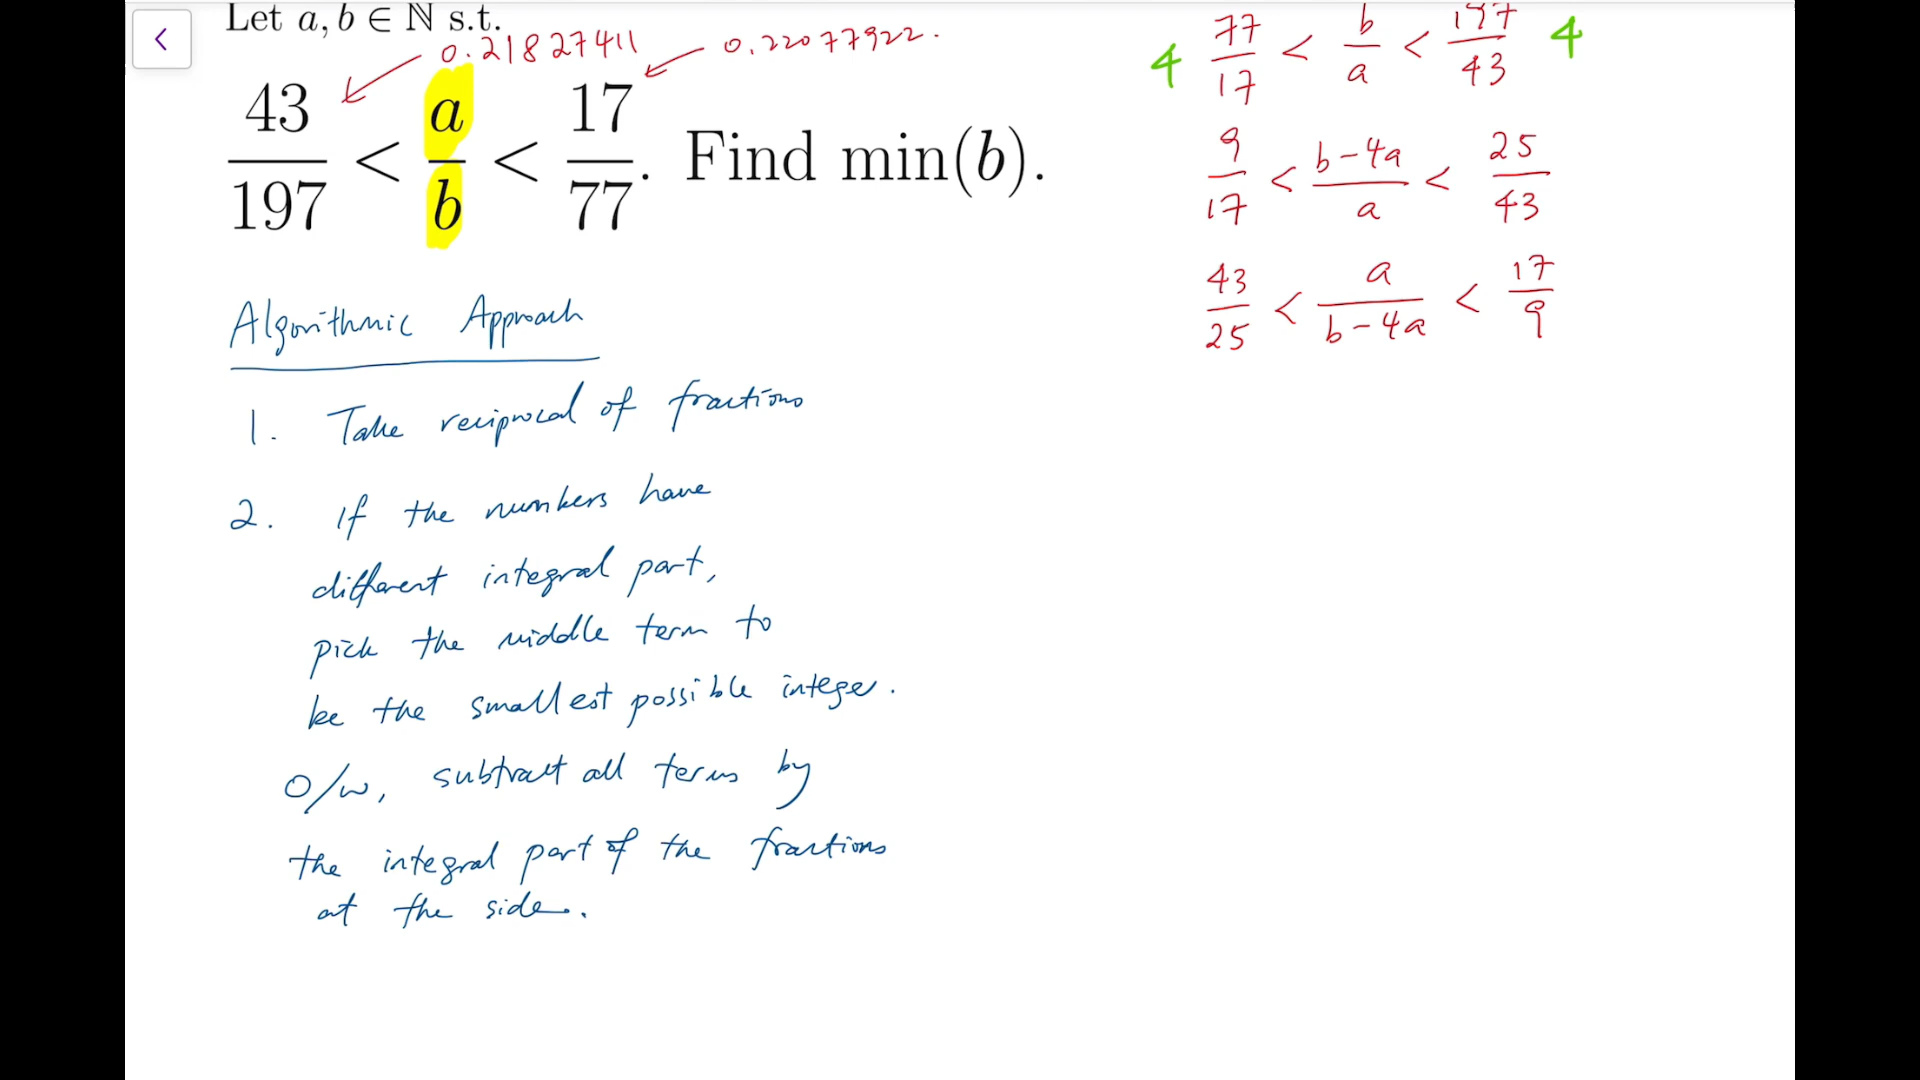 Let a, b ∈ ℕ s.t.
0.21827411
0.22077922.
43/197 < a/b < 17/77. Find min(b).
Algorithmic Approach
1. Take reciprocal of fractions
2. If the numbers have
different integral part,
pick the middle term to
be the smallest possible integer.
O/w, subtract all terms by
the integral part of the fractions
at the side.
4 77/17 < b/a < 197/43 4
9/17 < (b-4a)/a < 25/43
43/25 < a/(b-4a) < 17/9